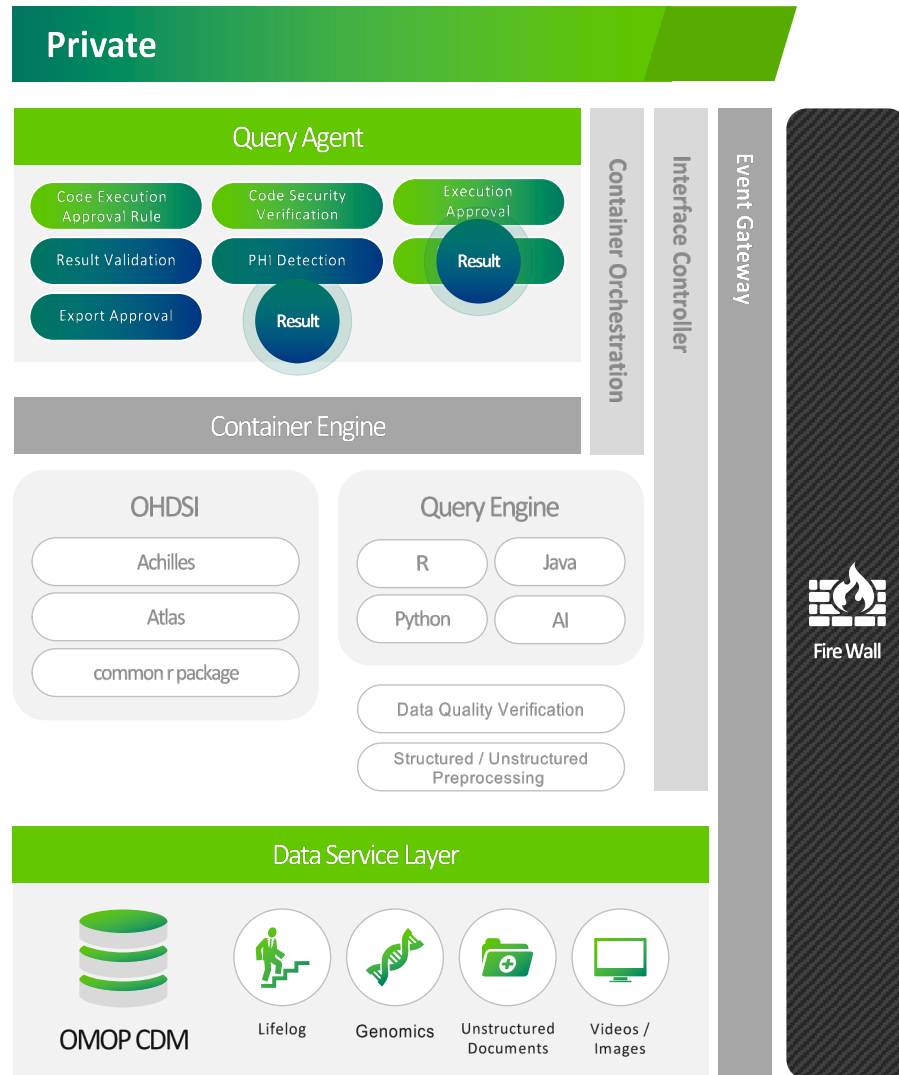 Private
Query Agent
Code Execution
Approval Rule
Code Security
Verification
Execution
Approval
Result Validation
PHI Detection
Result
Export Approval
Result
Container Orchestration
Interface Controller
Event Gateway
Container Engine
OHDSI
Achilles
Atlas
common r package
Query Engine
R
Java
Python
AI
Data Quality Verification
Structured / Unstructured
Preprocessing
Fire Wall
Data Service Layer
OMOP CDM
Lifelog
Genomics
Unstructured
Documents
Videos /
Images